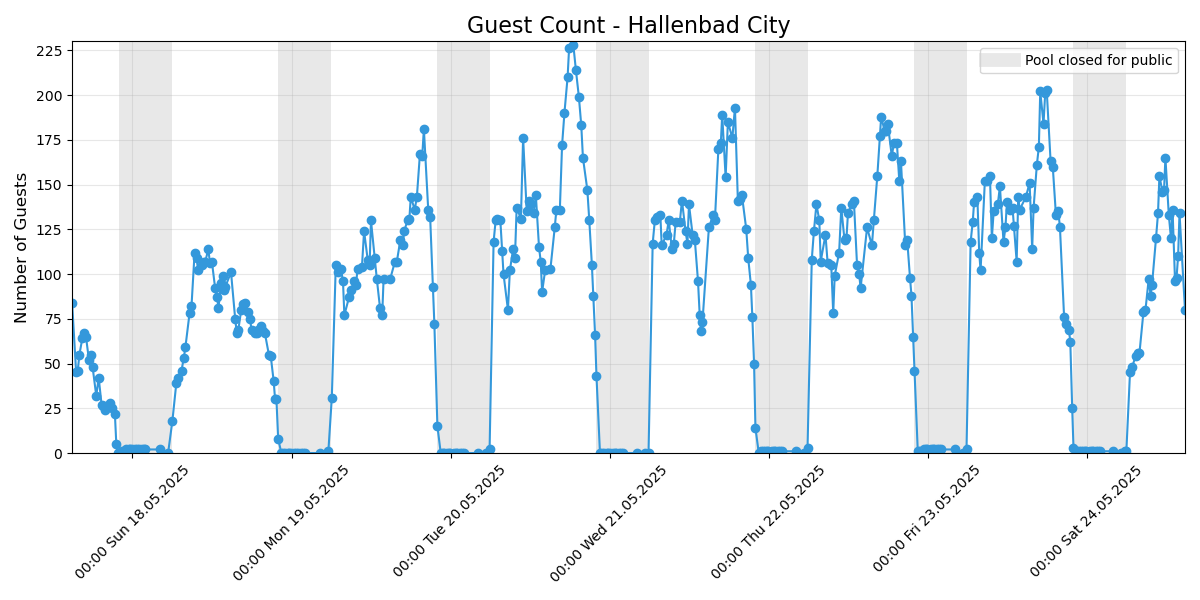 Guest Count - Hallenbad City
Pool closed for public
Number of Guests
225
200
175
150
125
100
75
50
25
0
00:00 Sun 18.05.2025
00:00 Mon 19.05.2025
00:00 Tue 20.05.2025
00:00 Wed 21.05.2025
00:00 Thu 22.05.2025
00:00 Fri 23.05.2025
00:00 Sat 24.05.2025